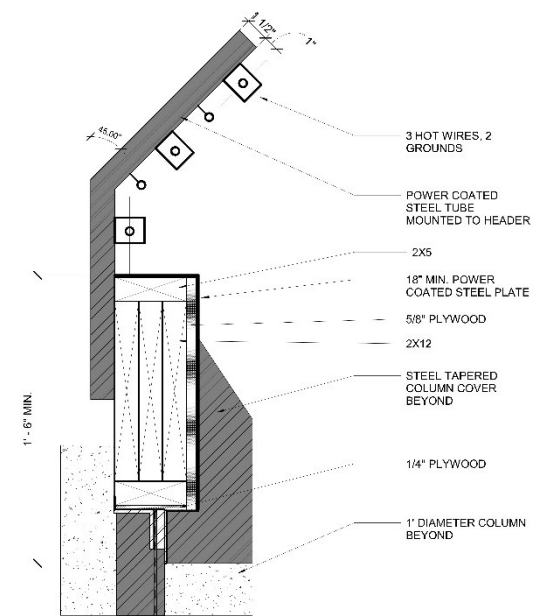 1 1/2"
1"
45.00°
3 HOT WIRES, 2
GROUNDS
POWER COATED
STEEL TUBE
MOUNTED TO HEADER
2X5
18" MIN. POWER
COATED STEEL PLATE
5/8" PLYWOOD
2X12
STEEL TAPERED
COLUMN COVER
BEYOND
1' - 6" MIN.
1/4" PLYWOOD
1' DIAMETER COLUMN
BEYOND